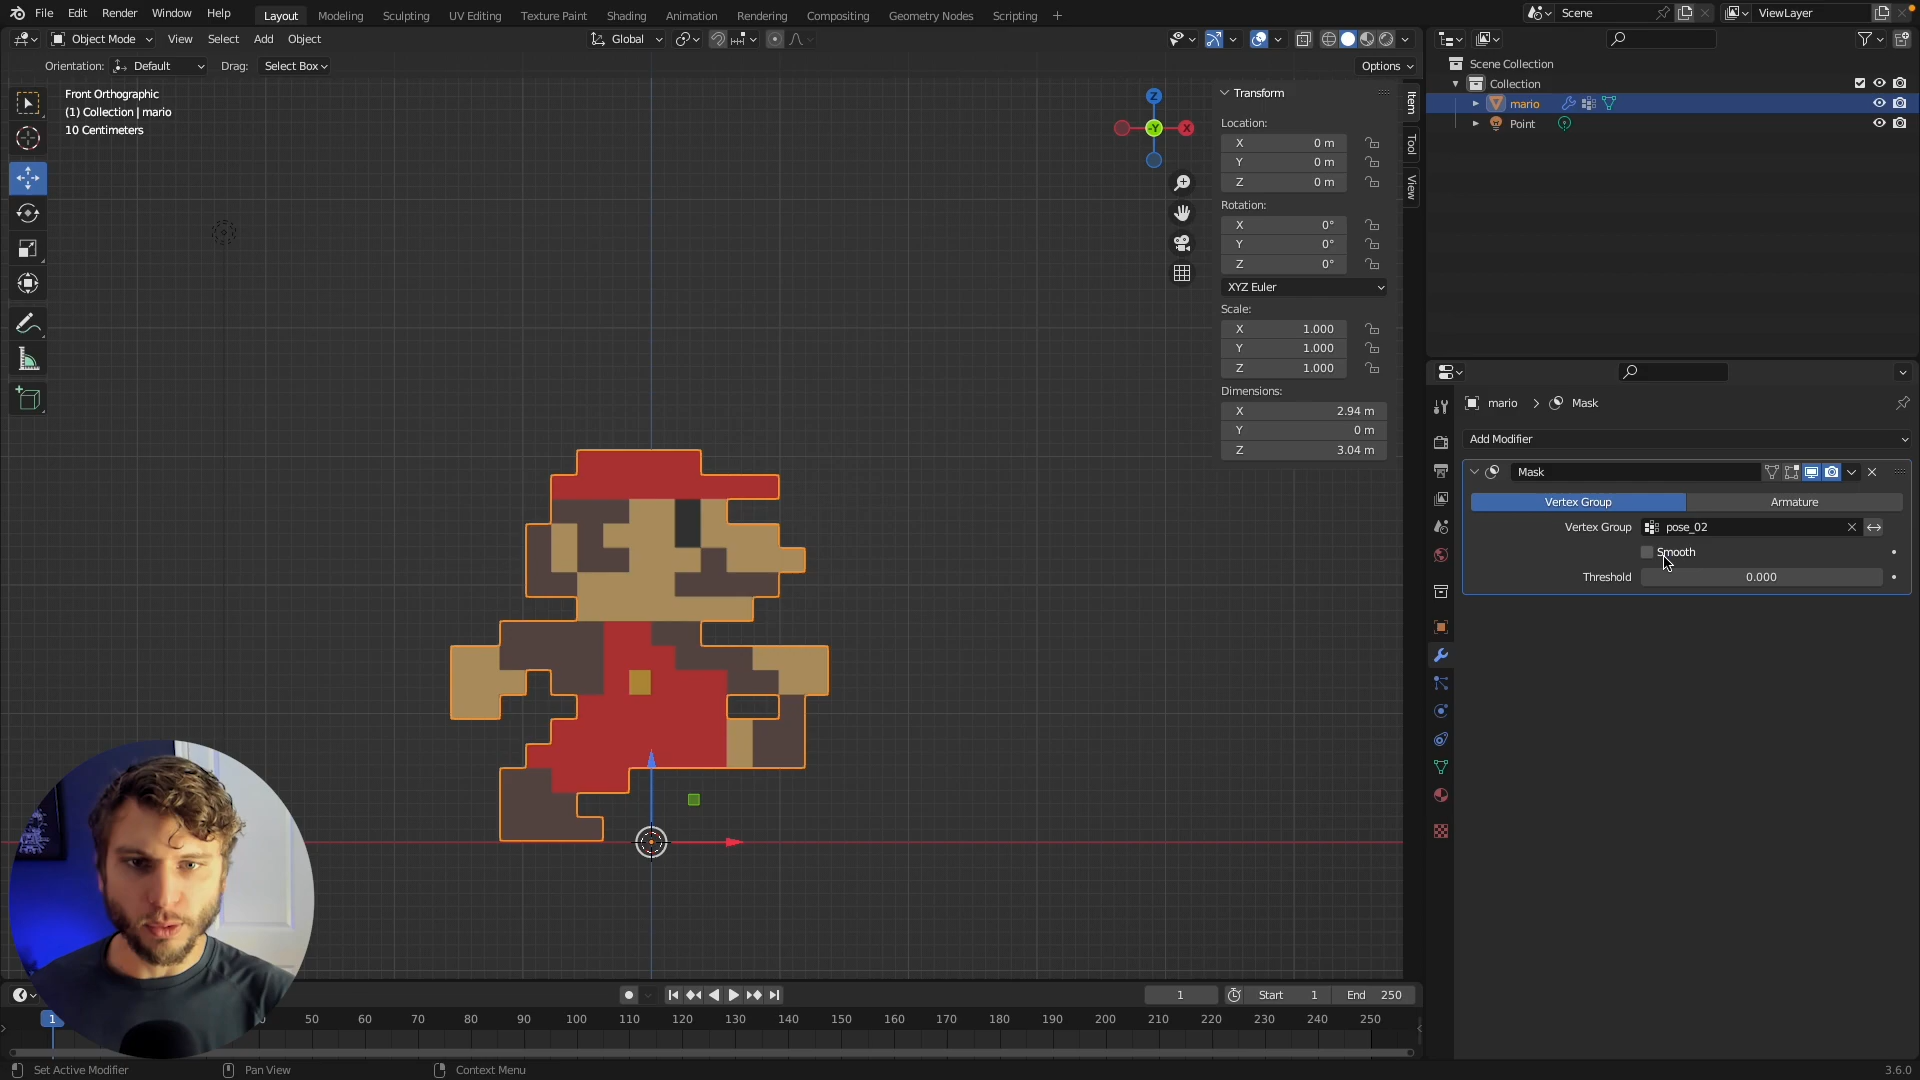 File Edit Render Window Help Layout Modeling Sculpting UV Editing Texture Paint Shading Animation Rendering Compositing Geometry Nodes Scripting + Scene ViewLayer
Object Mode View Select Add Object Global
Orientation: Default Drag: Select Box Options
Front Orthographic
(1) Collection | mario
10 Centimeters
Z
-Y
X
Transform
Location:
X 0 m
Y 0 m
Z 0 m
Rotation:
X 0°
Y 0°
Z 0°
XYZ Euler
Scale:
X 1.000
Y 1.000
Z 1.000
Dimensions:
X 2.94 m
Y 0 m
Z 3.04 m
Item
Tool
View
Scene Collection
Collection
mario
Point
mario > Mask
Add Modifier
Mask
Vertex Group Armature
Vertex Group pose_02
Smooth
Threshold 0.000
1 Start 1 End 250
1 50 60 70 80 90 100 110 120 130 140 150 160 170 180 190 200 210 220 230 240 250
Set Active Modifier Pan View Context Menu 3.6.0